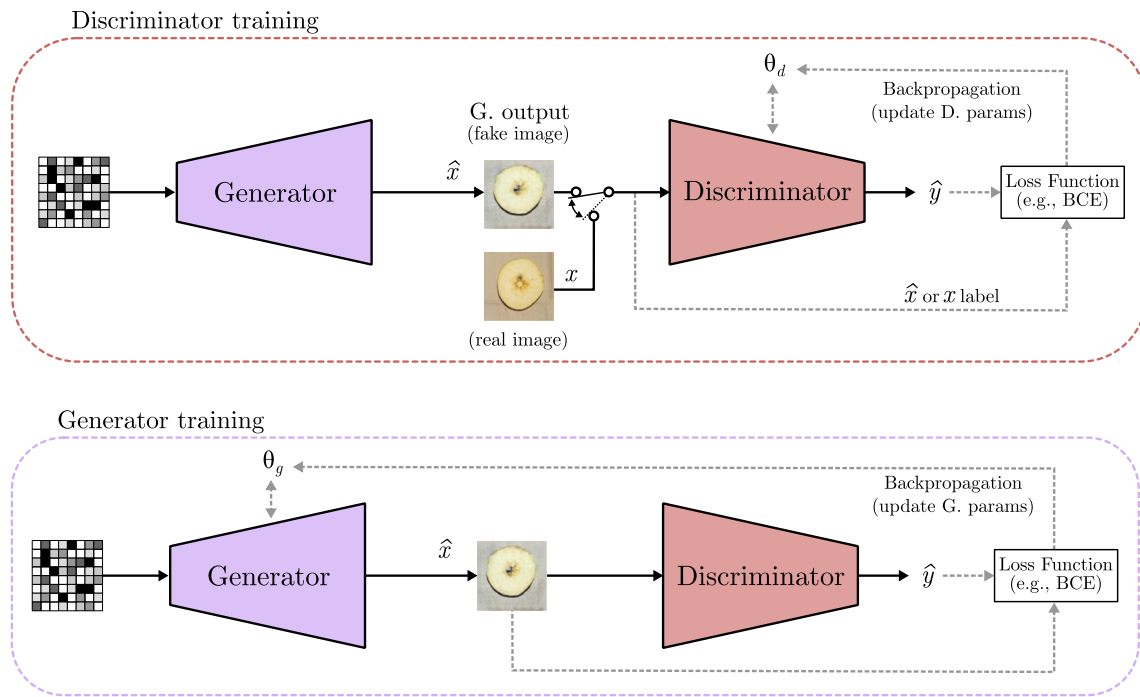 Discriminator training
θd
Backpropagation
(update D. params)
G. output
(fake image)
x̂
Generator
Discriminator
ŷ
Loss Function
(e.g., BCE)
x
x̂ or x label
(real image)
Generator training
θg
Backpropagation
(update G. params)
x̂
Generator
Discriminator
ŷ
Loss Function
(e.g., BCE)